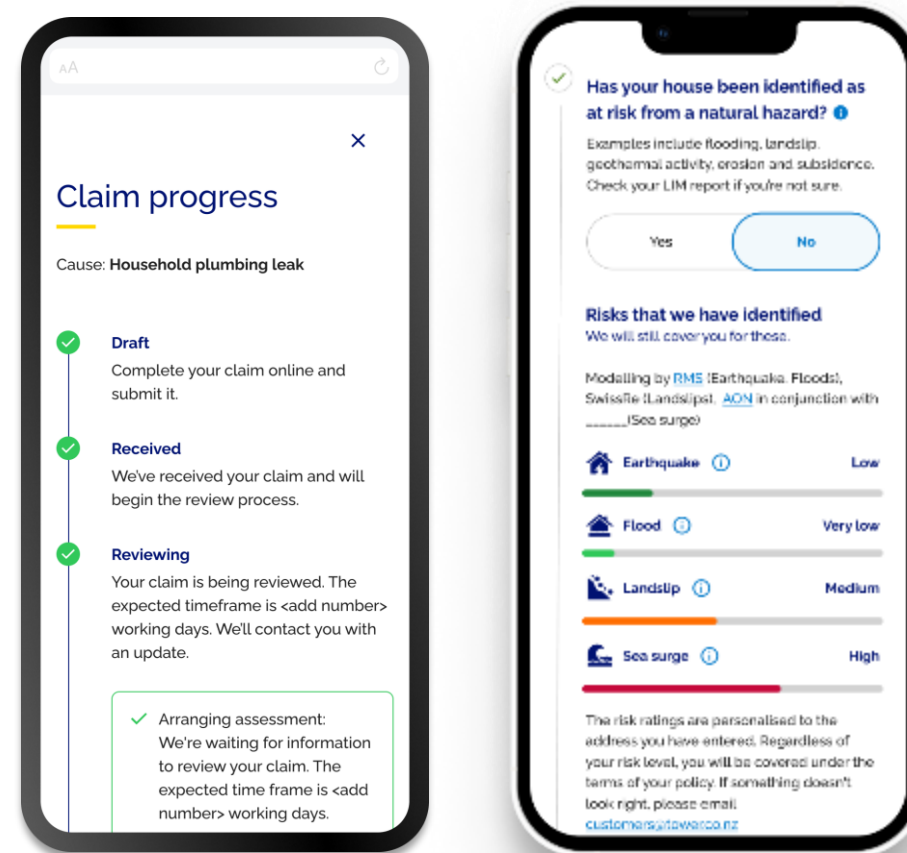 AA
Claim progress
Cause: Household plumbing leak
Draft
Complete your claim online and
submit it.
Received
We've received your claim and will
begin the review process.
Reviewing
Your claim is being reviewed. The
expected timeframe is <add number>
working days. We'll contact you with
an update.
Arranging assessment:
We're waiting for information
to review your claim. The
expected time frame is <add
number> working days.
Has your house been identified as
at risk from a natural hazard?
Examples include flooding, landslip,
geothermal activity, erosion and subsidence.
Check your LIM report if you're not sure.
Yes
No
Risks that we have identified
We will still cover you for these.
Modelling by RMS (Earthquake, Floods),
SwissRe (Landslips), AON in conjunction with
______(Sea surge)
Earthquake
Low
Flood
Very low
Landslip
Medium
Sea surge
High
The risk ratings are personalised to the
address you have entered. Regardless of
your risk level, you will be covered under the
terms of your policy. If something doesn't
look right, please email
customers@tower.co.nz